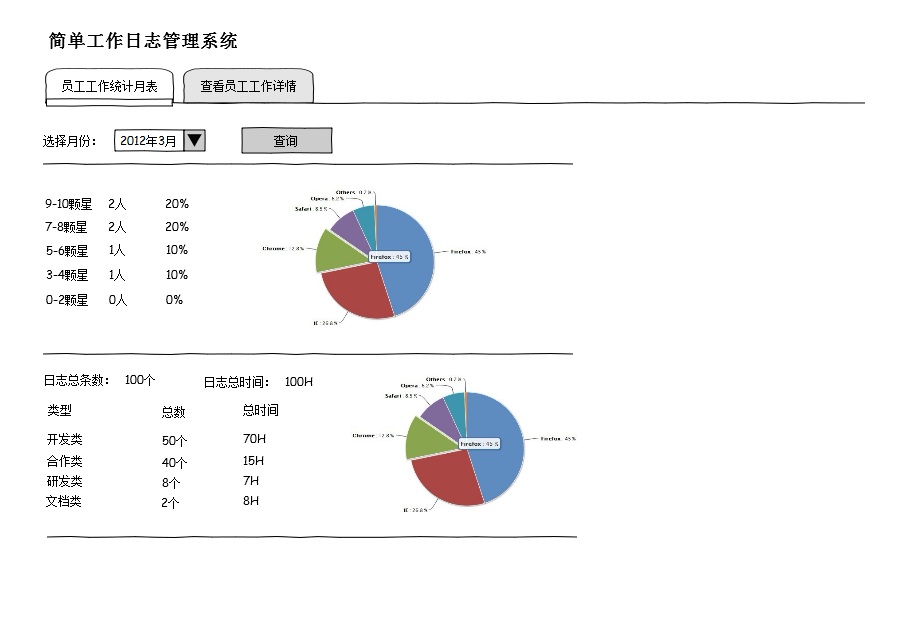 简单工作日志管理系统
员工工作统计月表 查看员工工作详情
选择月份： 2012年3月 查询
9-10颗星 2人 20%
7-8颗星 2人 20%
5-6颗星 1人 10%
3-4颗星 1人 10%
0-2颗星 0人 0%
Others : 0.7%
Opera : 6.2%
Safari : 8.5%
Chrome : 12.8%
Firefox : 45 %
Firefox : 45%
IE : 26.8%
日志总条数： 100个 日志总时间： 100H
类型 总数 总时间
开发类 50个 70H
合作类 40个 15H
研发类 8个 7H
文档类 2个 8H
Others : 0.7%
Opera : 6.2%
Safari : 8.5%
Chrome : 12.8%
Firefox : 45 %
Firefox : 45%
IE : 26.8%